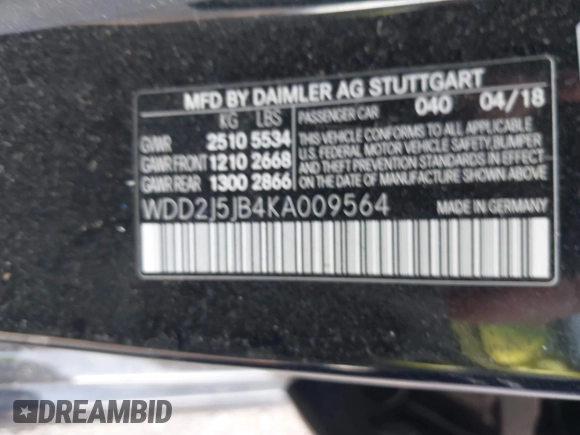 MFD BY DAIMLER AG STUTTGART
KG LBS
PASSENGER CAR 040 04/18
GVWR 2510 5534
GAWR FRONT 1210 2668
GAWR REAR 1300 2866
THIS VEHICLE CONFORMS TO ALL APPLICABLE
U.S. FEDERAL MOTOR VEHICLE SAFETY, BUMPER
AND THEFT PREVENTION STANDARDS IN EFFECT
ON THE DATE OF MANUFACTURE SHOWN ABOVE
WDD2J5JB4KA009564 MADE IN GERMANY
DREAMBID